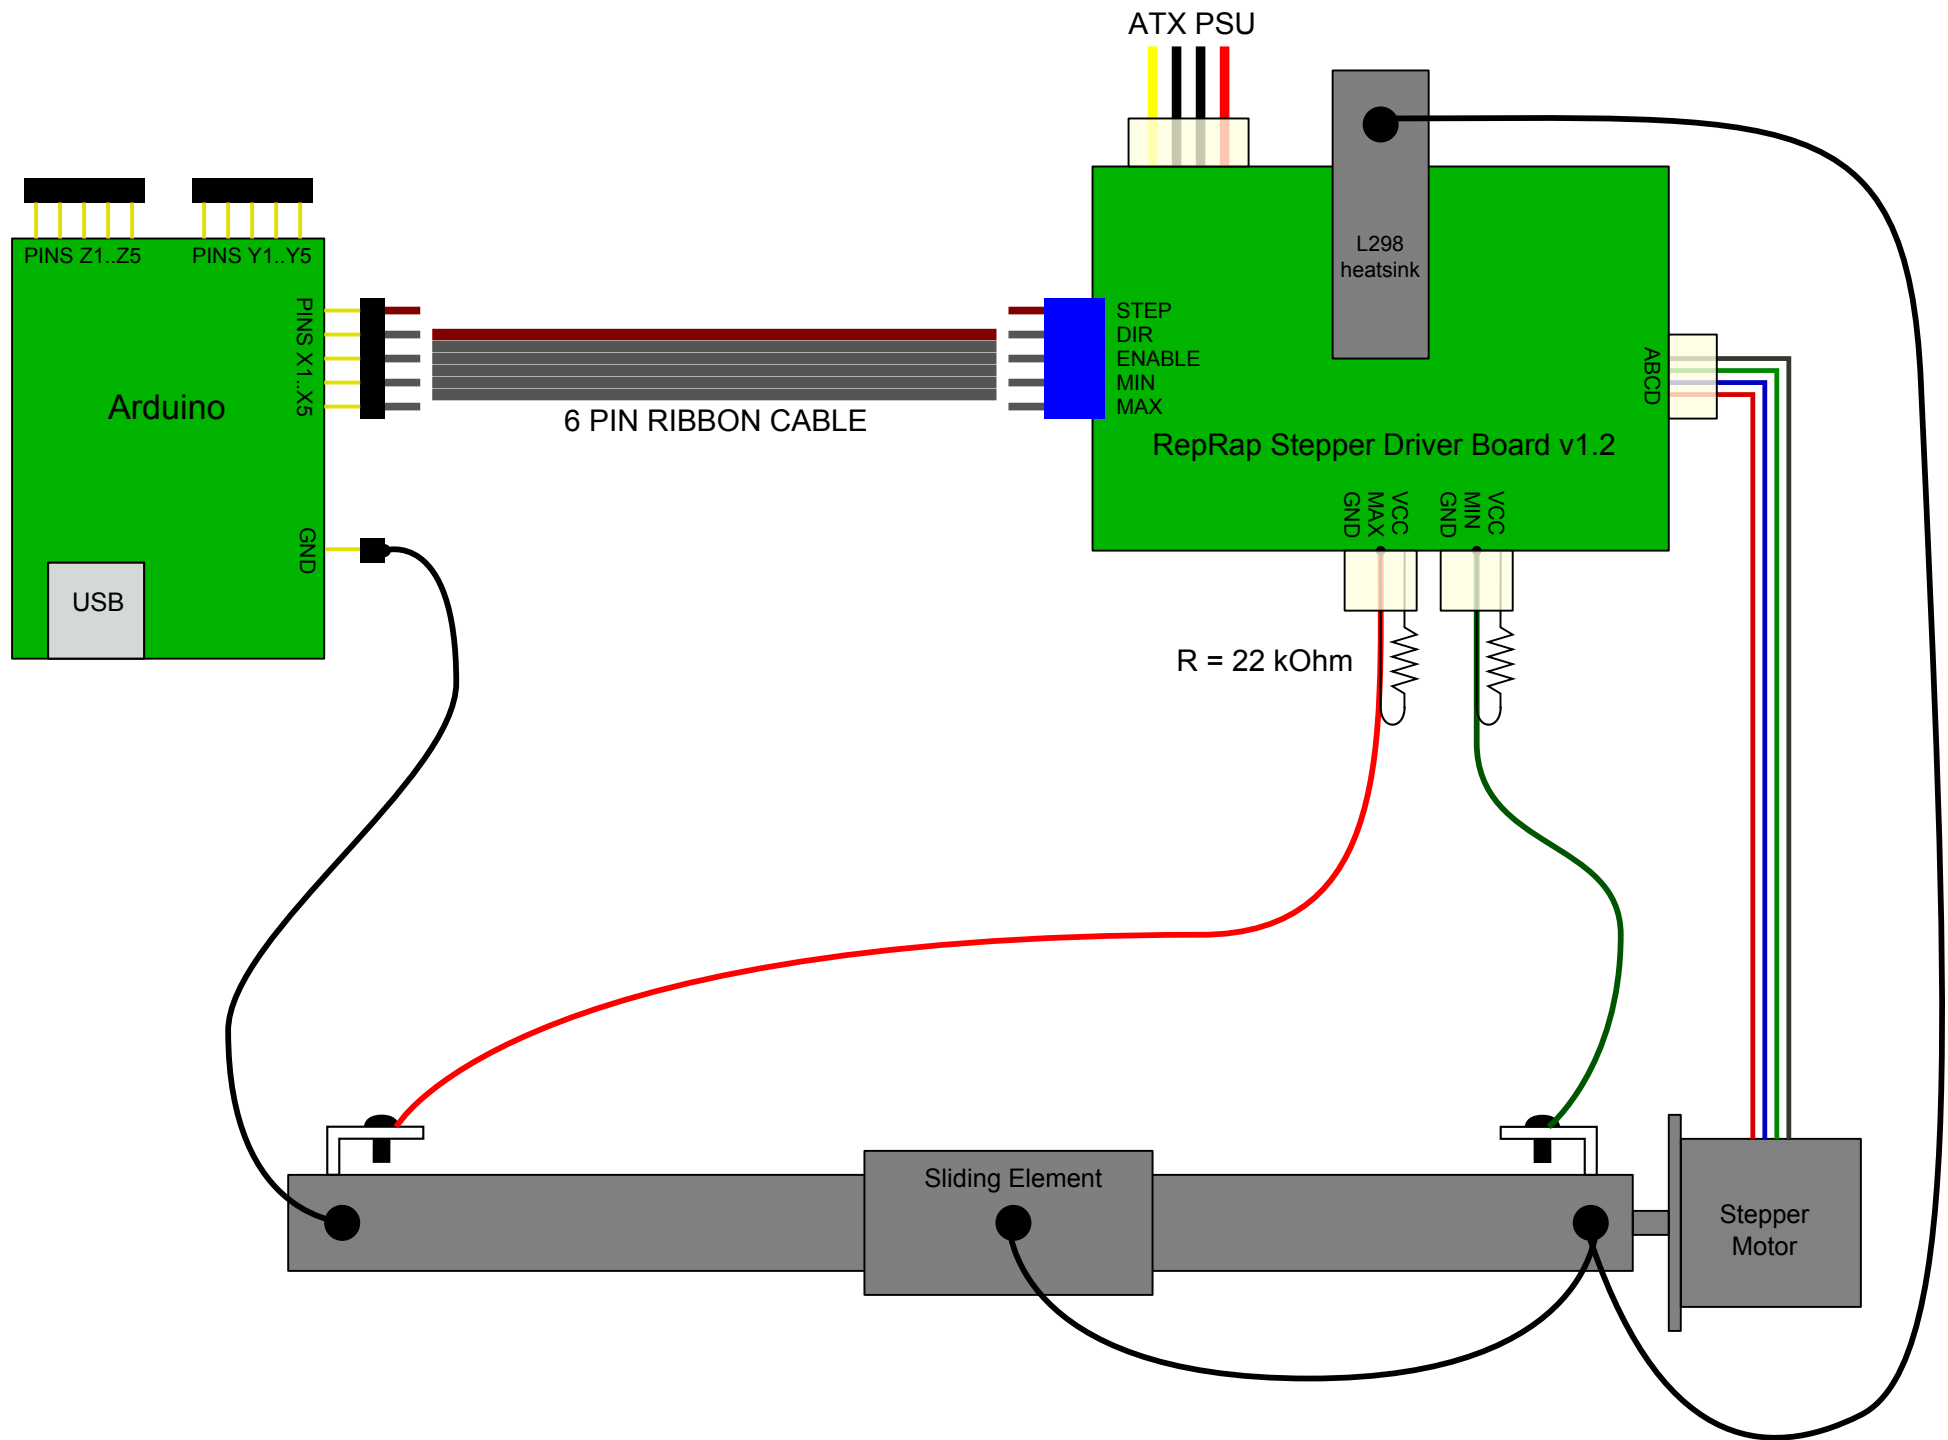 ATX PSU
L298
heatsink
PINS Z1..Z5
PINS Y1..Y5
PINS X1..X5
Arduino
GND
USB
6 PIN RIBBON CABLE
STEP
DIR
ENABLE
MIN
MAX
ABCD
RepRap Stepper Driver Board v1.2
GND
MAX
VCC
GND
MIN
VCC
R = 22 kOhm
Sliding Element
Stepper
Motor